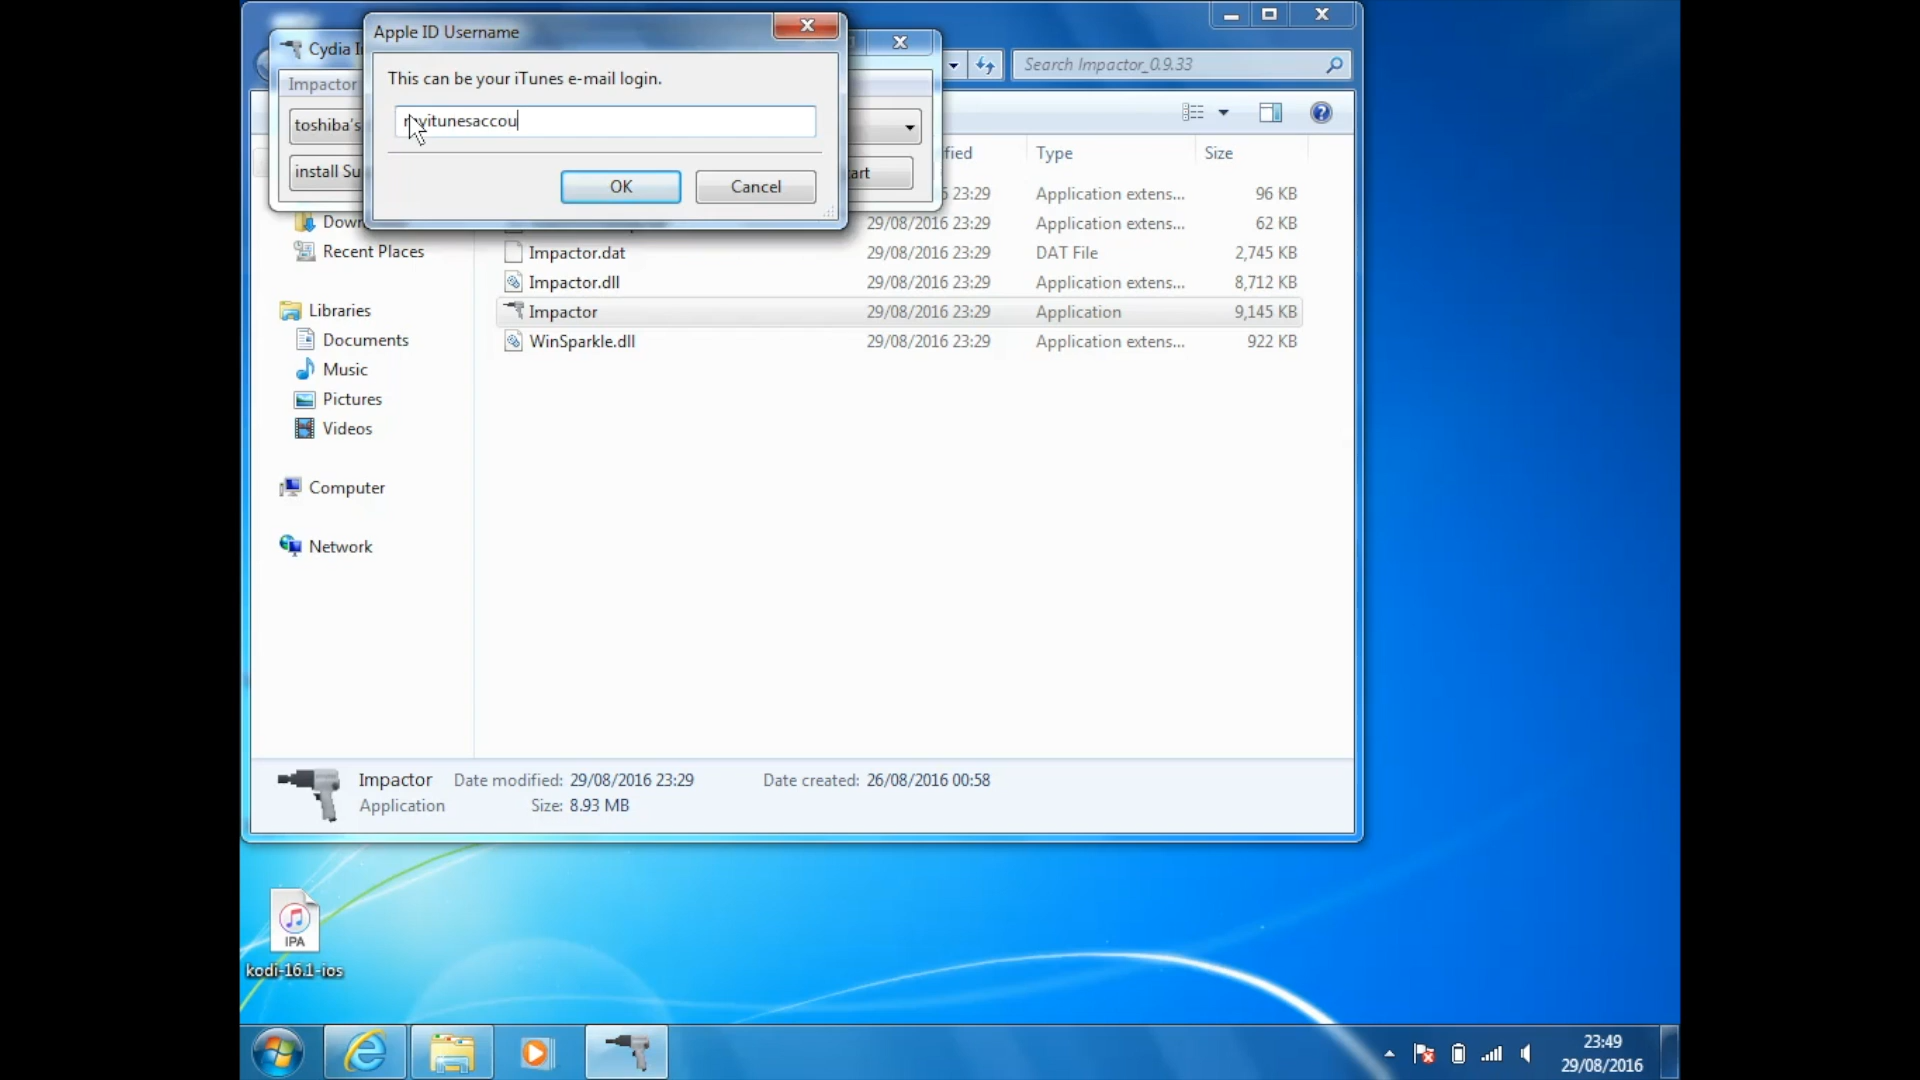 Apple ID Username
Cydia I
This can be your iTunes e-mail login.
Search Impactor_0.9.33
Impactor
myitunesaccou
toshiba's
install Su
OK
Cancel
art
fied
Type
Size
23:29
Application extens...
96 KB
Down
29/08/2016 23:29
Application extens...
62 KB
Recent Places
Impactor.dat
29/08/2016 23:29
DAT File
2,745 KB
Impactor.dll
29/08/2016 23:29
Application extens...
8,712 KB
Libraries
Impactor
29/08/2016 23:29
Application
9,145 KB
Documents
WinSparkle.dll
29/08/2016 23:29
Application extens...
922 KB
Music
Pictures
Videos
Computer
Network
Impactor
Date modified: 29/08/2016 23:29
Date created: 26/08/2016 00:58
Application
Size: 8.93 MB
IPA
kodi-16.1-ios
23:49
29/08/2016